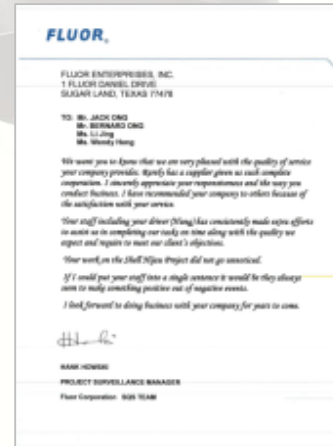 FLUOR.
FLUOR ENTERPRISES, INC.
1 FLUOR DANIEL DRIVE
SUGAR LAND, TEXAS 77478
TO: Mr. JACK ONG
Mr. BERNARD ONG
Ms. Li Jing
Ms. Wendy Hong
We want you to know that we are very pleased with the quality of service
your company provides. Rarely has a supplier given us such complete
cooperation. I sincerely appreciate your responsiveness and the way you
conduct business. I have recommended your company to others because of
the satisfaction with your service.
Your staff including your driver has consistently made extra efforts
to assist us in completing our tasks on time along with the quality we
expect and require to meet our client's objectives.
Your work on the Shell Project did not go unnoticed.
If I could put your staff into a single sentence it would be they always
seem to make something positive out of negative events.
I look forward to doing business with your company for years to come.
HANK
PROJECT SURVEILLANCE MANAGER
Fluor Corporation SQS TEAM